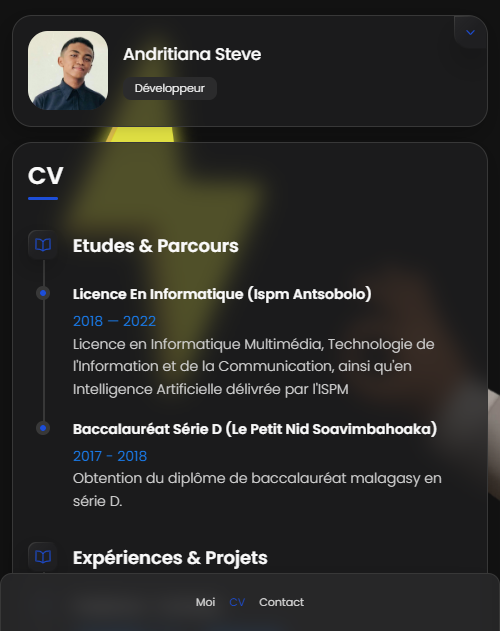 Andritiana Steve
Développeur
CV
Etudes & Parcours
Licence En Informatique (Ispm Antsobolo)
2018 — 2022
Licence en Informatique Multimédia, Technologie de
l'Information et de la Communication, ainsi qu'en
Intelligence Artificielle délivrée par l'ISPM
Baccalauréat Série D (Le Petit Nid Soavimbahoaka)
2017 - 2018
Obtention du diplôme de baccalauréat malagasy en
série D.
Expériences & Projets
Moi CV Contact